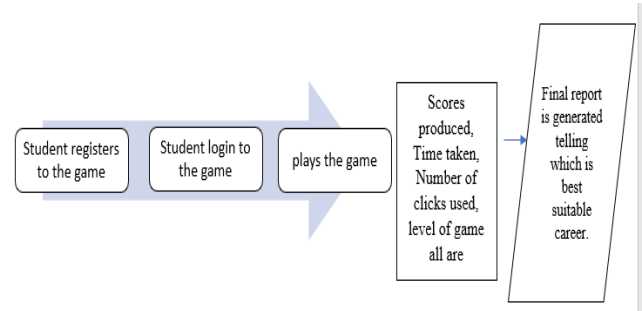 Student registers
to the game
Student login to
the game
plays the game
Scores
produced,
Time taken,
Number of
clicks used,
level of game
all are
Final report
is generated
telling
which is
best
suitable
career.